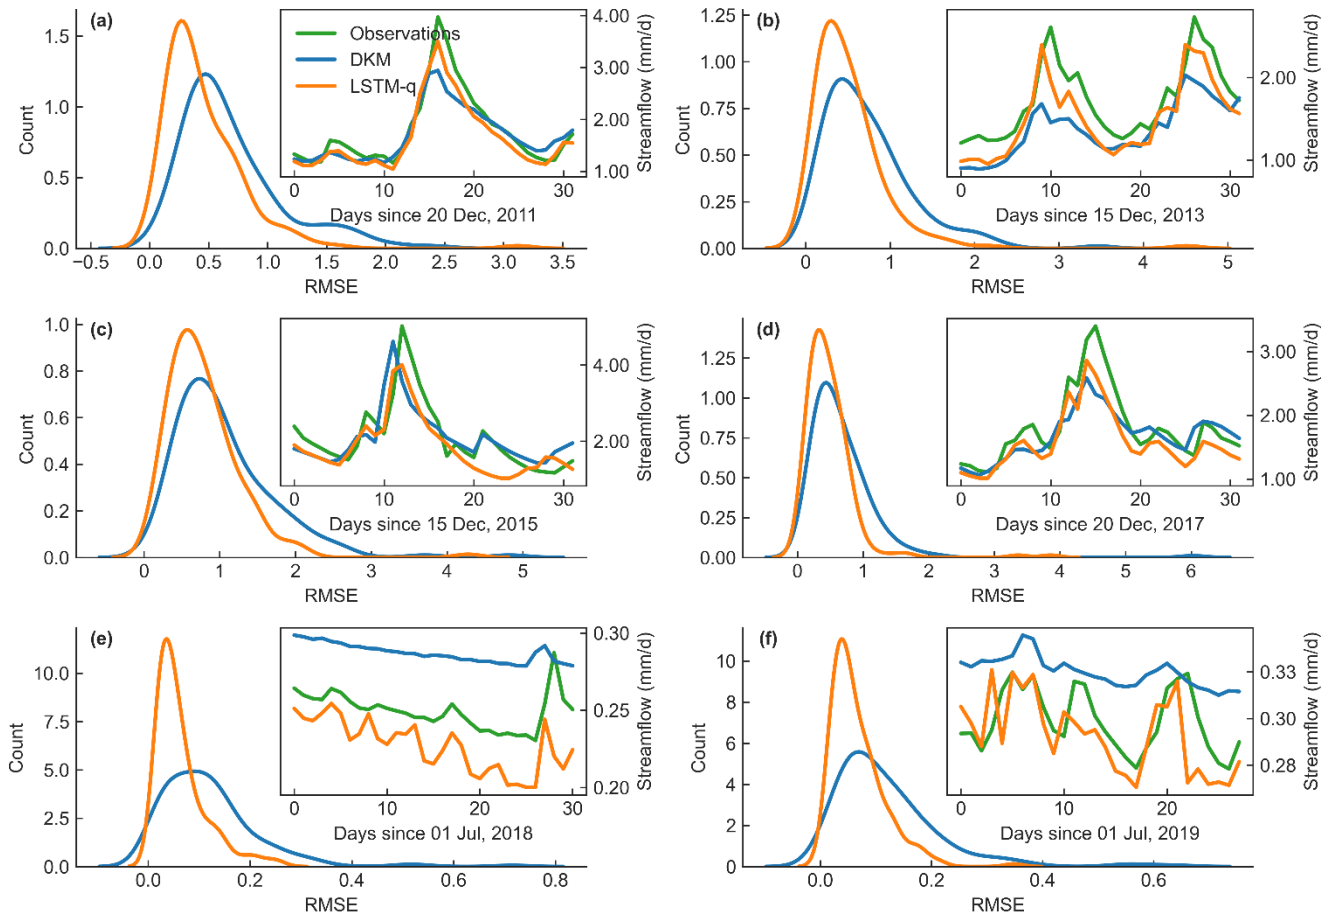 (a)
1.5
1.0
0.5
0.0
Count
−0.5 0.0 0.5 1.0 1.5 2.0 2.5 3.0 3.5
RMSE
Observations
DKM
LSTM-q
4.00
3.00
2.00
1.00
Streamflow (mm/d)
0 10 20 30
Days since 20 Dec, 2011
(b)
1.25
1.00
0.75
0.50
0.25
0.00
Count
0 1 2 3 4 5
RMSE
2.00
1.00
Streamflow (mm/d)
0 10 20 30
Days since 15 Dec, 2013
(c)
1.0
0.8
0.6
0.4
0.2
0.0
Count
0 1 2 3 4 5
RMSE
4.00
2.00
Streamflow (mm/d)
0 10 20 30
Days since 15 Dec, 2015
(d)
1.25
1.00
0.75
0.50
0.25
0.00
Count
0 1 2 3 4 5 6
RMSE
3.00
2.00
1.00
Streamflow (mm/d)
0 10 20 30
Days since 20 Dec, 2017
(e)
10.0
7.5
5.0
2.5
0.0
Count
0.0 0.2 0.4 0.6 0.8
RMSE
0.30
0.25
0.20
Streamflow (mm/d)
0 10 20 30
Days since 01 Jul, 2018
(f)
10
8
6
4
2
0
Count
0.0 0.2 0.4 0.6
RMSE
0.33
0.30
0.28
Streamflow (mm/d)
0 10 20
Days since 01 Jul, 2019